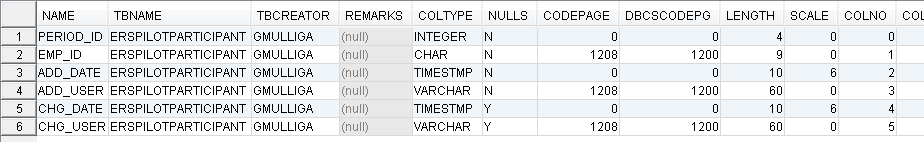 NAME TBNAME TBCREATOR REMARKS COLTYPE NULLS CODEPAGE DBCSCODEPG LENGTH SCALE COLNO COL
1 PERIOD_ID ERSPILOTPARTICIPANT GMULLIGA (null) INTEGER N 0 0 4 0 0
2 EMP_ID ERSPILOTPARTICIPANT GMULLIGA (null) CHAR N 1208 1200 9 0 1
3 ADD_DATE ERSPILOTPARTICIPANT GMULLIGA (null) TIMESTMP N 0 0 10 6 2
4 ADD_USER ERSPILOTPARTICIPANT GMULLIGA (null) VARCHAR N 1208 1200 60 0 3
5 CHG_DATE ERSPILOTPARTICIPANT GMULLIGA (null) TIMESTMP Y 0 0 10 6 4
6 CHG_USER ERSPILOTPARTICIPANT GMULLIGA (null) VARCHAR Y 1208 1200 60 0 5